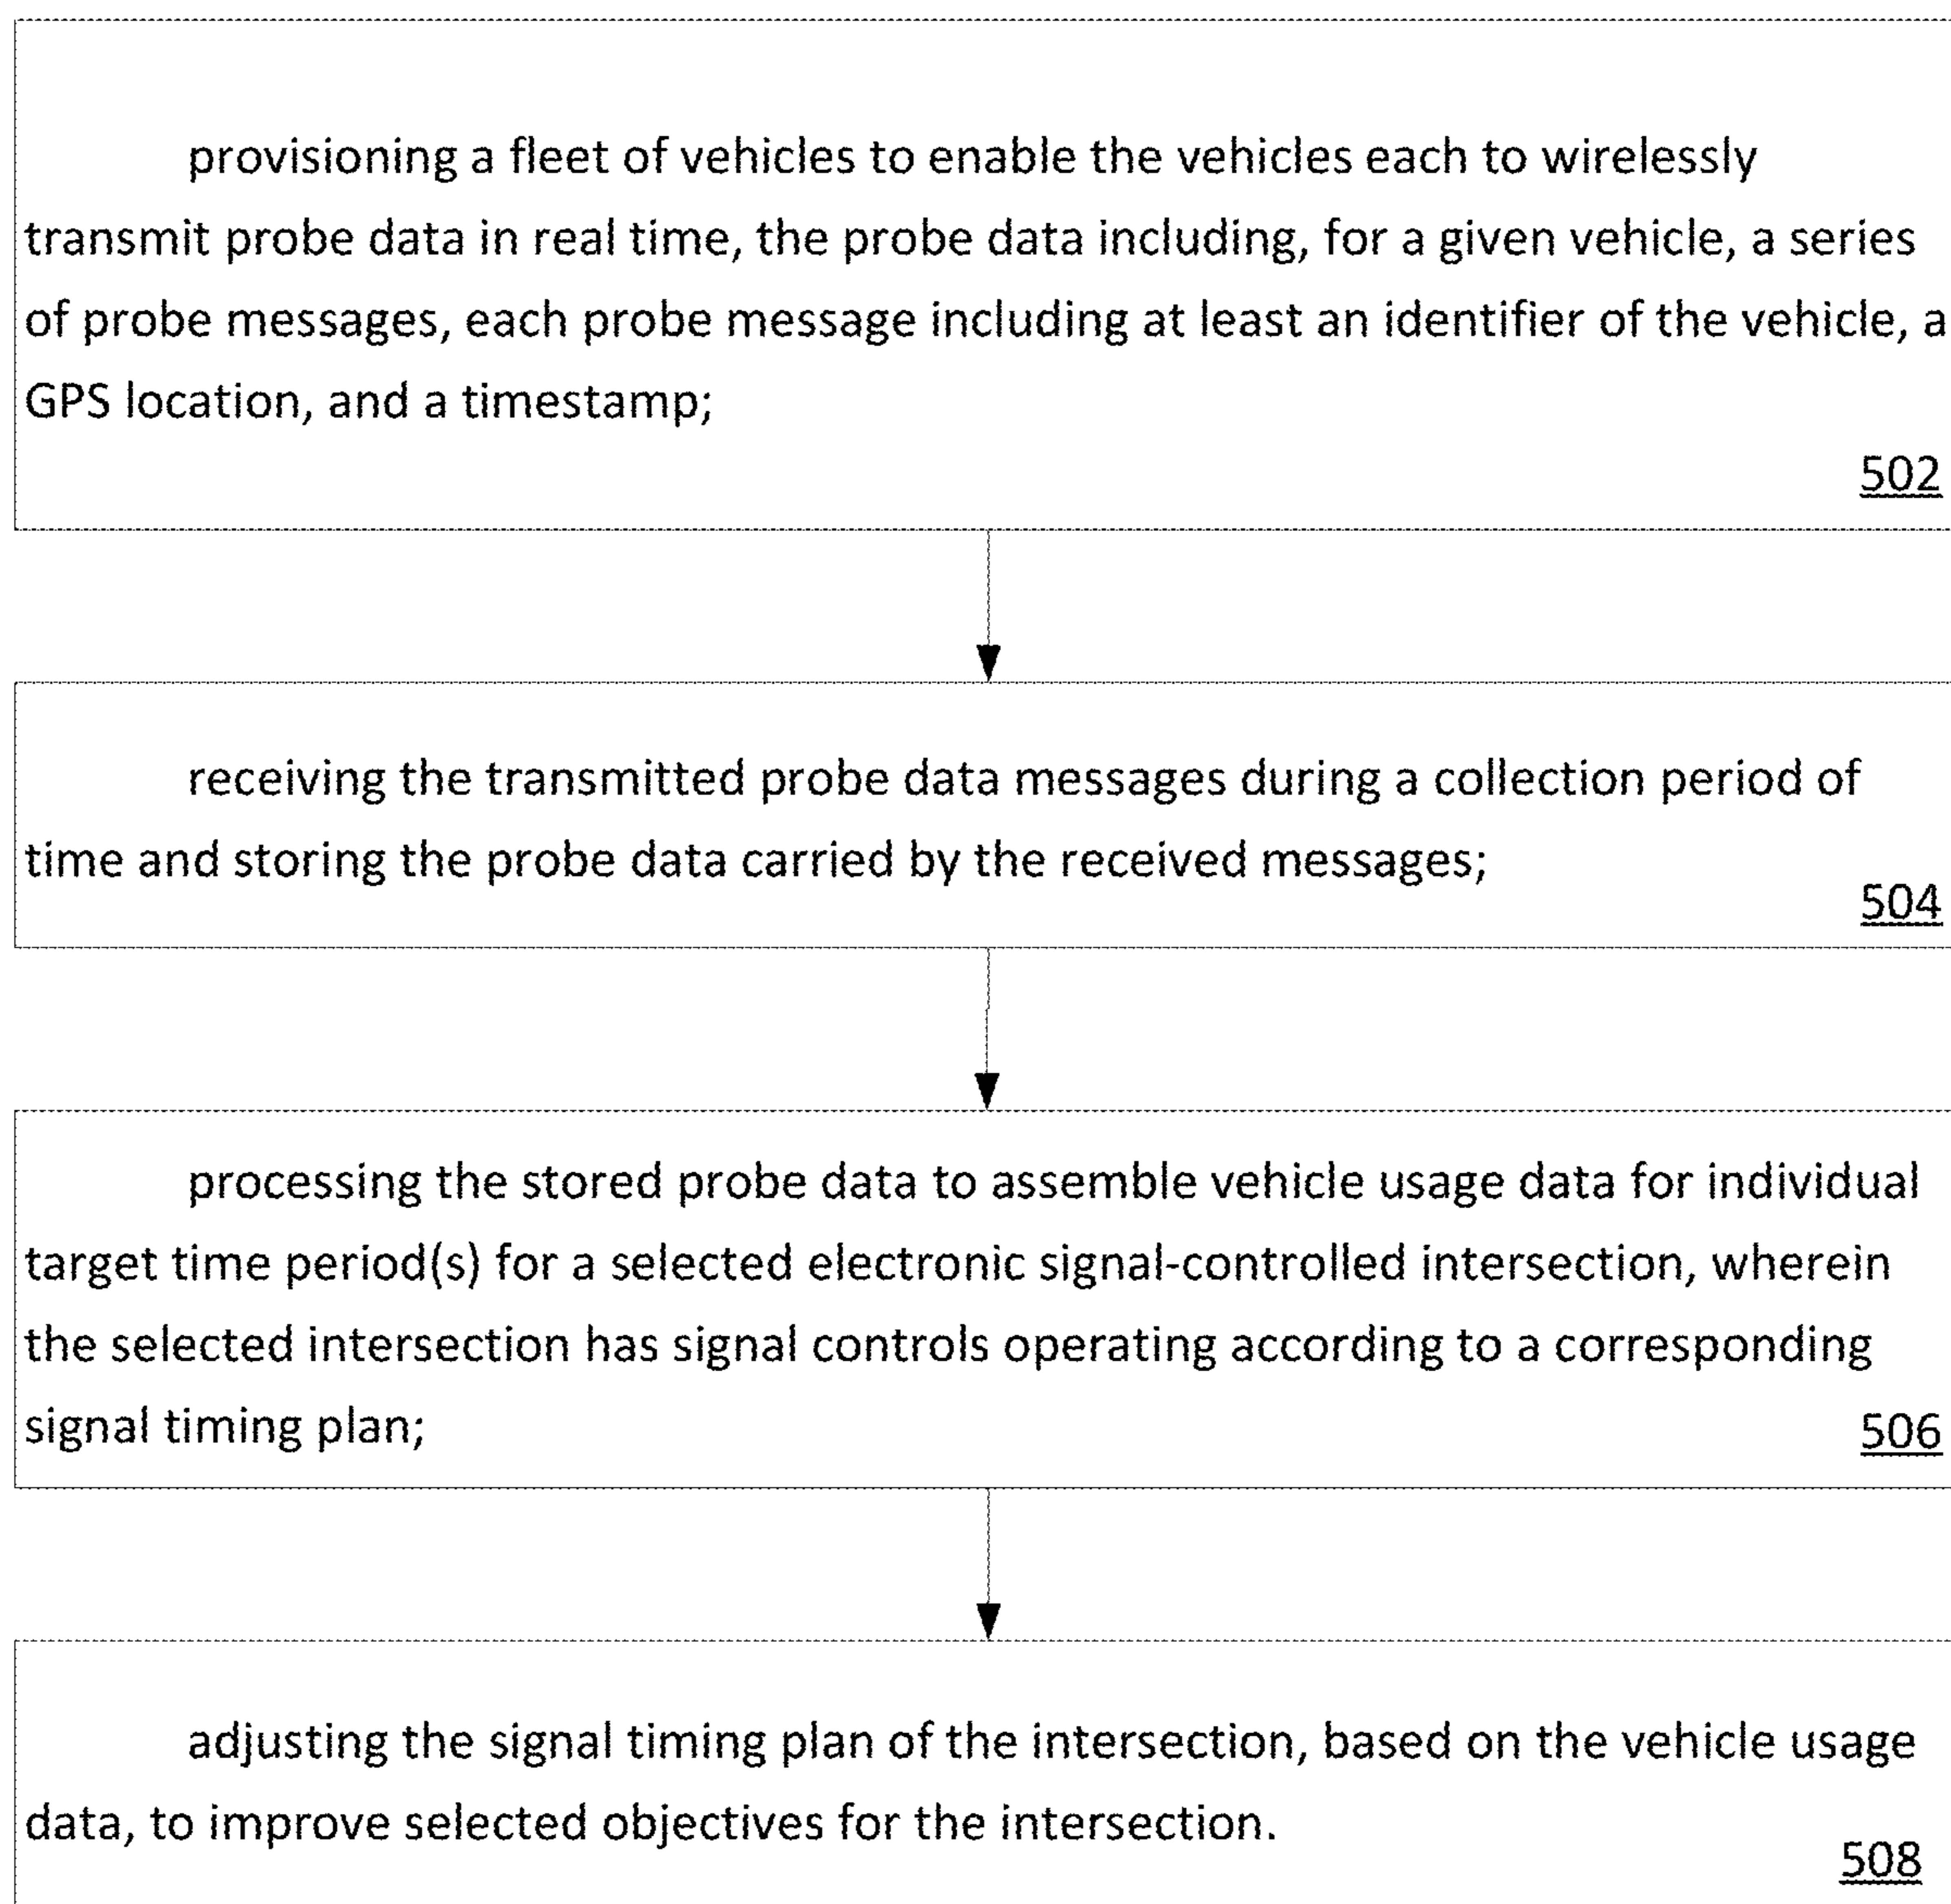 provisioning a fleet of vehicles to enable the vehicles each to wirelessly
transmit probe data in real time, the probe data including, for a given vehicle, a series
of probe messages, each probe message including at least an identifier of the vehicle, a
GPS location, and a timestamp;
502
receiving the transmitted probe data messages during a collection period of
time and storing the probe data carried by the received messages;
504
processing the stored probe data to assemble vehicle usage data for individual
target time period(s) for a selected electronic signal-controlled intersection, wherein
the selected intersection has signal controls operating according to a corresponding
signal timing plan;
506
adjusting the signal timing plan of the intersection, based on the vehicle usage
data, to improve selected objectives for the intersection.
508